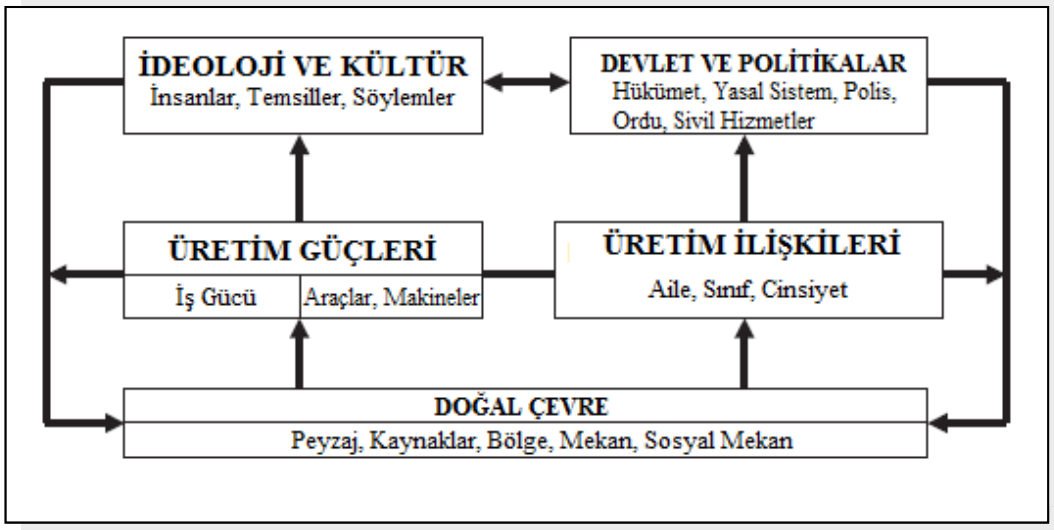 İDEOLOJİ VE KÜLTÜR
İnsanlar, Temsiller, Söylemler
DEVLET VE POLİTİKALAR
Hükümet, Yasal Sistem, Polis,
Ordu, Sivil Hizmetler
ÜRETİM GÜÇLERİ
İş Gücü
Araçlar, Makineler
ÜRETİM İLİŞKİLERİ
Aile, Sınıf, Cinsiyet
DOĞAL ÇEVRE
Peyzaj, Kaynaklar, Bölge, Mekan, Sosyal Mekan